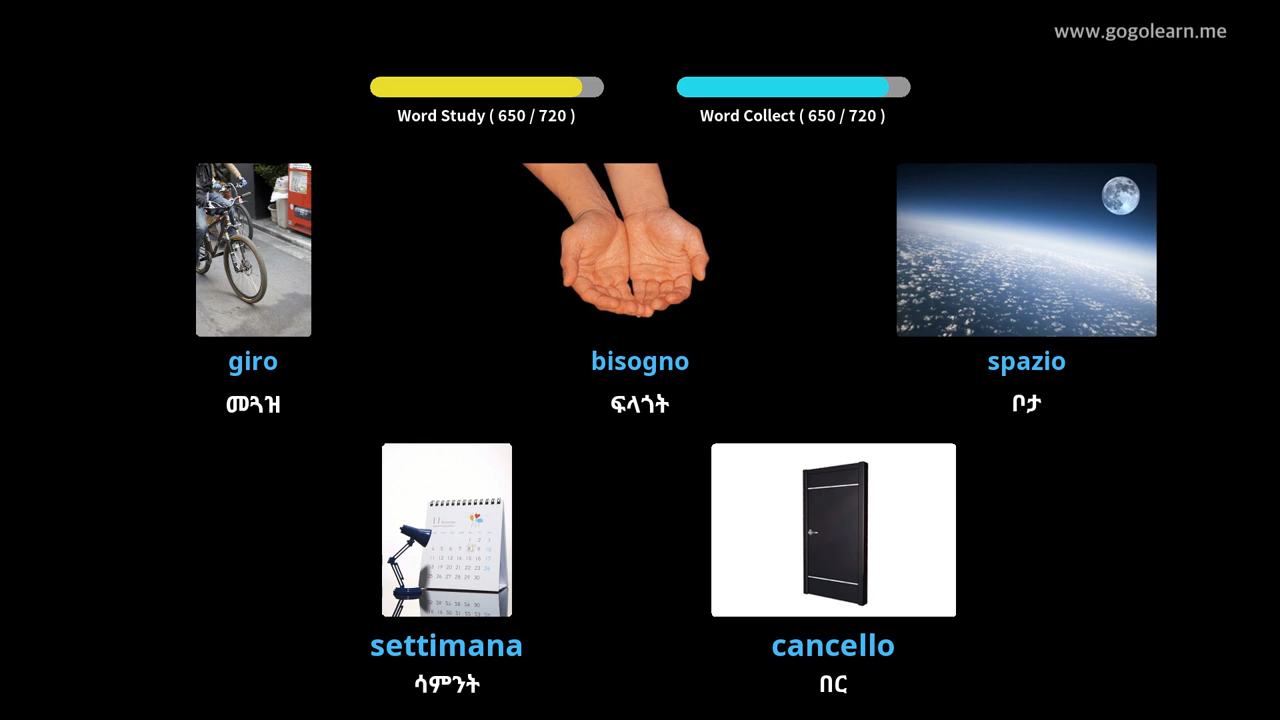 www.gogolearn.me
Word Study ( 650 / 720 )
Word Collect ( 650 / 720 )
giro
bisogno
spazio
መጓዝ
ፍላጎት
ቦታ
settimana
cancello
ሳምንት
በር